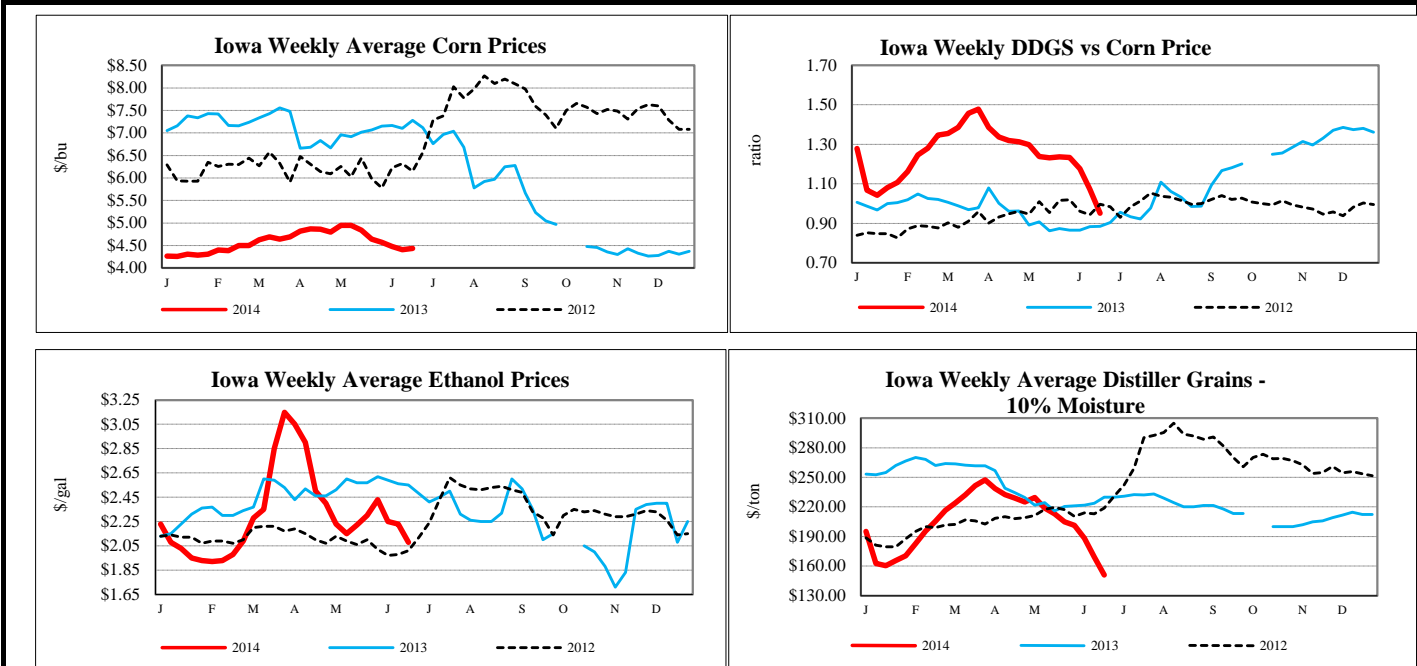 Iowa Weekly Average Corn Prices
$8.50
$8.00
$7.50
$7.00
$6.50
$6.00
$5.50
$5.00
$4.50
$4.00
$/bu
J F M A M J J A S O N D
2014 2013 2012
Iowa Weekly DDGS vs Corn Price
1.70
1.50
1.30
1.10
0.90
0.70
ratio
J F M A M J J A S O N D
2014 2013 2012
Iowa Weekly Average Ethanol Prices
$3.25
$3.05
$2.85
$2.65
$2.45
$2.25
$2.05
$1.85
$1.65
$/gal
J F M A M J J A S O N D
2014 2013 2012
Iowa Weekly Average Distiller Grains -
10% Moisture
$310.00
$280.00
$250.00
$220.00
$190.00
$160.00
$130.00
$/ton
J F M A M J J A S O N D
2014 2013 2012